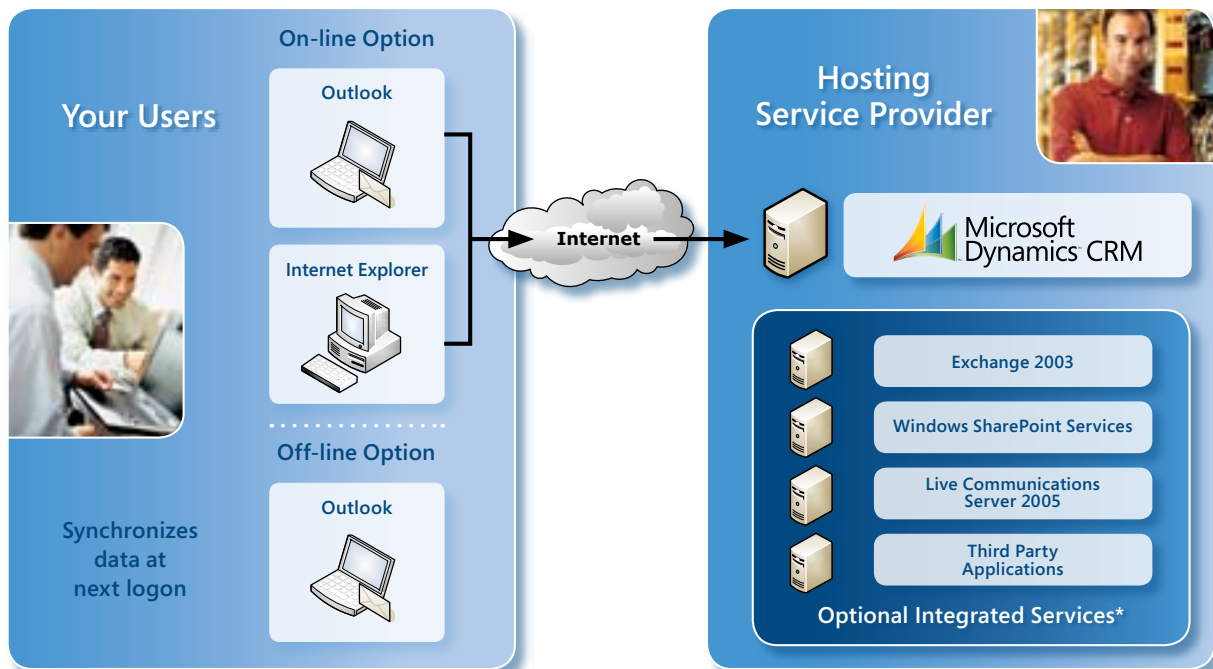 Your Users
On-line Option
Outlook
Internet Explorer
Off-line Option
Outlook
Synchronizes
data at
next logon
Internet
Hosting
Service Provider
Microsoft
Dynamics™ CRM
Exchange 2003
Windows SharePoint Services
Live Communications
Server 2005
Third Party
Applications
Optional Integrated Services*